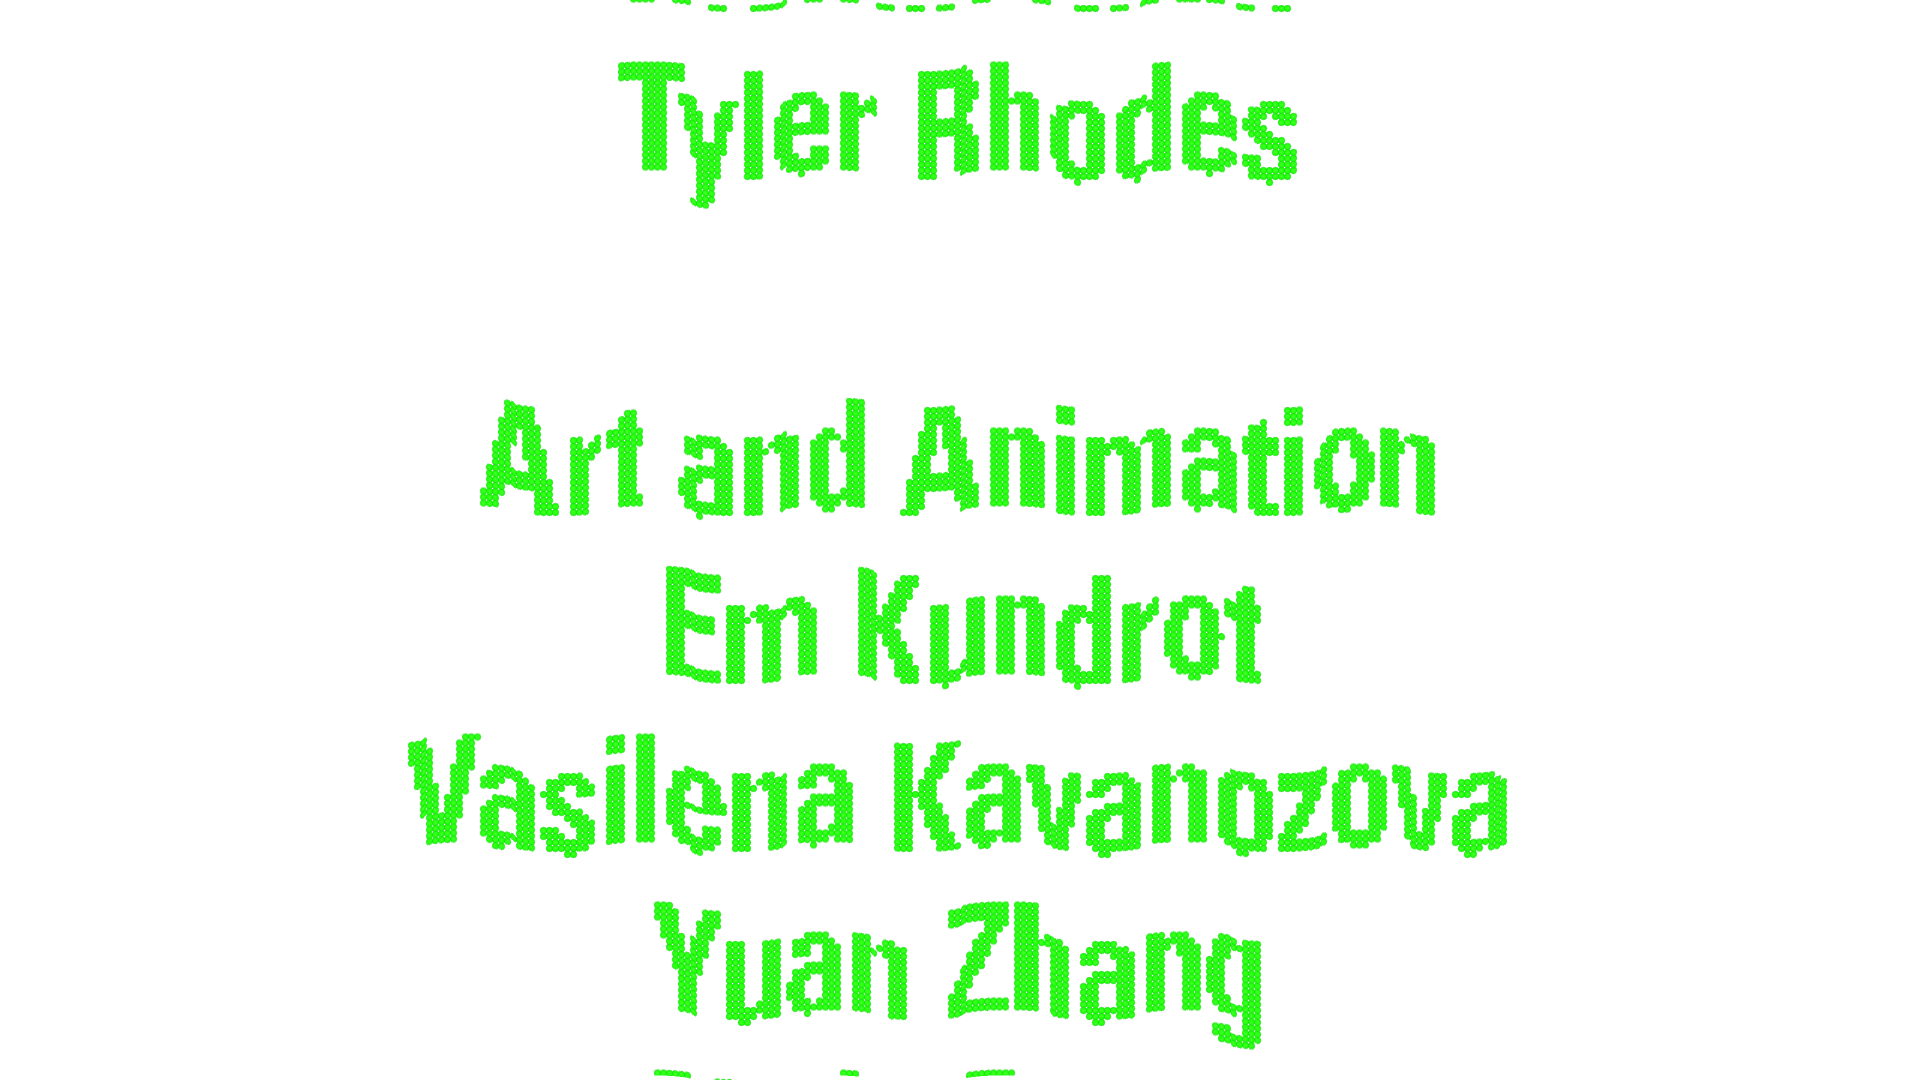 Tyler Rhodes
Art and Animation
Em Kundrot
Vasilena Kavanozova
Yuan Zhang